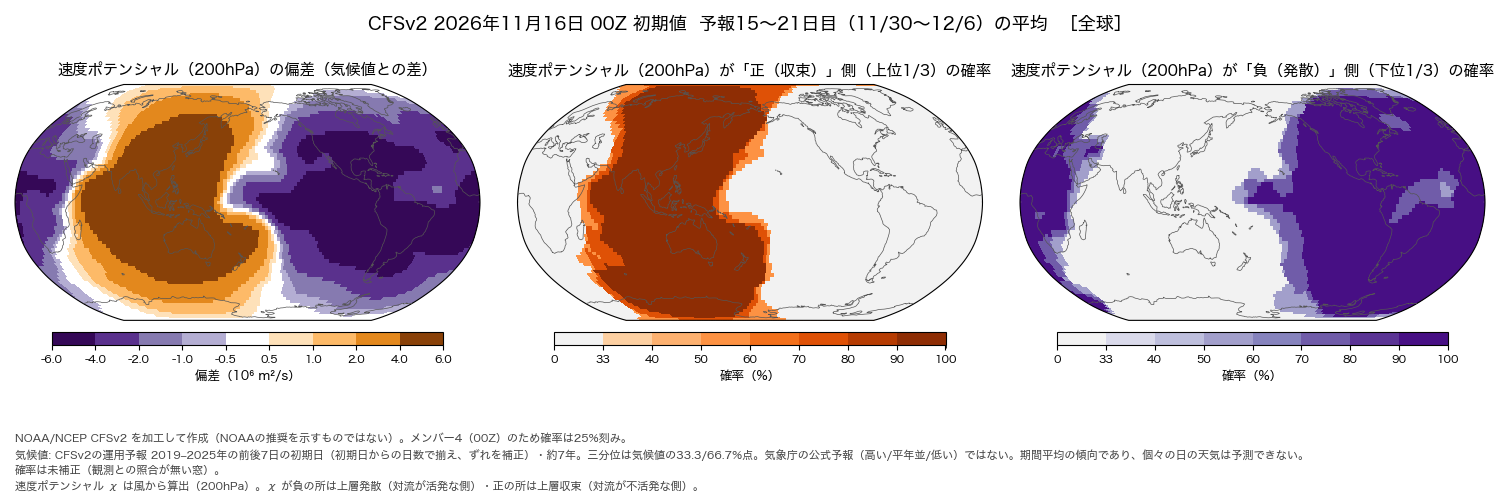 CFSv2 2026年11月16日 00Z 初期値 予報15〜21日目（11/30〜12/6）の平均 ［全球］
速度ポテンシャル（200hPa）の偏差（気候値との差）
速度ポテンシャル（200hPa）が「正（収束）」側（上位1/3）の確率
速度ポテンシャル（200hPa）が「負（発散）」側（下位1/3）の確率
-6.0 -4.0 -2.0 -1.0 -0.5 0.5 1.0 2.0 4.0 6.0
偏差（10⁶ m²/s）
0 33 40 50 60 70 80 90 100
確率（%）
0 33 40 50 60 70 80 90 100
確率（%）
NOAA/NCEP CFSv2 を加工して作成（NOAAの推奨を示すものではない）。メンバー4（00Z）のため確率は25%刻み。
気候値: CFSv2の運用予報 2019–2025年の前後7日の初期日（初期日からの日数で揃え、ずれを補正）・約7年。三分位は気候値の33.3/66.7%点。気象庁の公式予報（高い/平年並/低い）ではない。期間平均の傾向であり、個々の日の天気は予測できない。
確率は未補正（観測との照合が無い窓）。
速度ポテンシャル χ は風から算出（200hPa）。χ が負の所は上層発散（対流が活発な側）・正の所は上層収束（対流が不活発な側）。